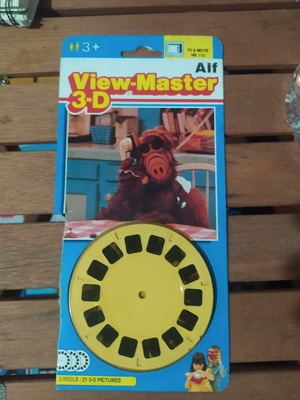 3+
TV & MOVIE
Alf
View-Master
3-D
3 REELS / 21 3-D PICTURES